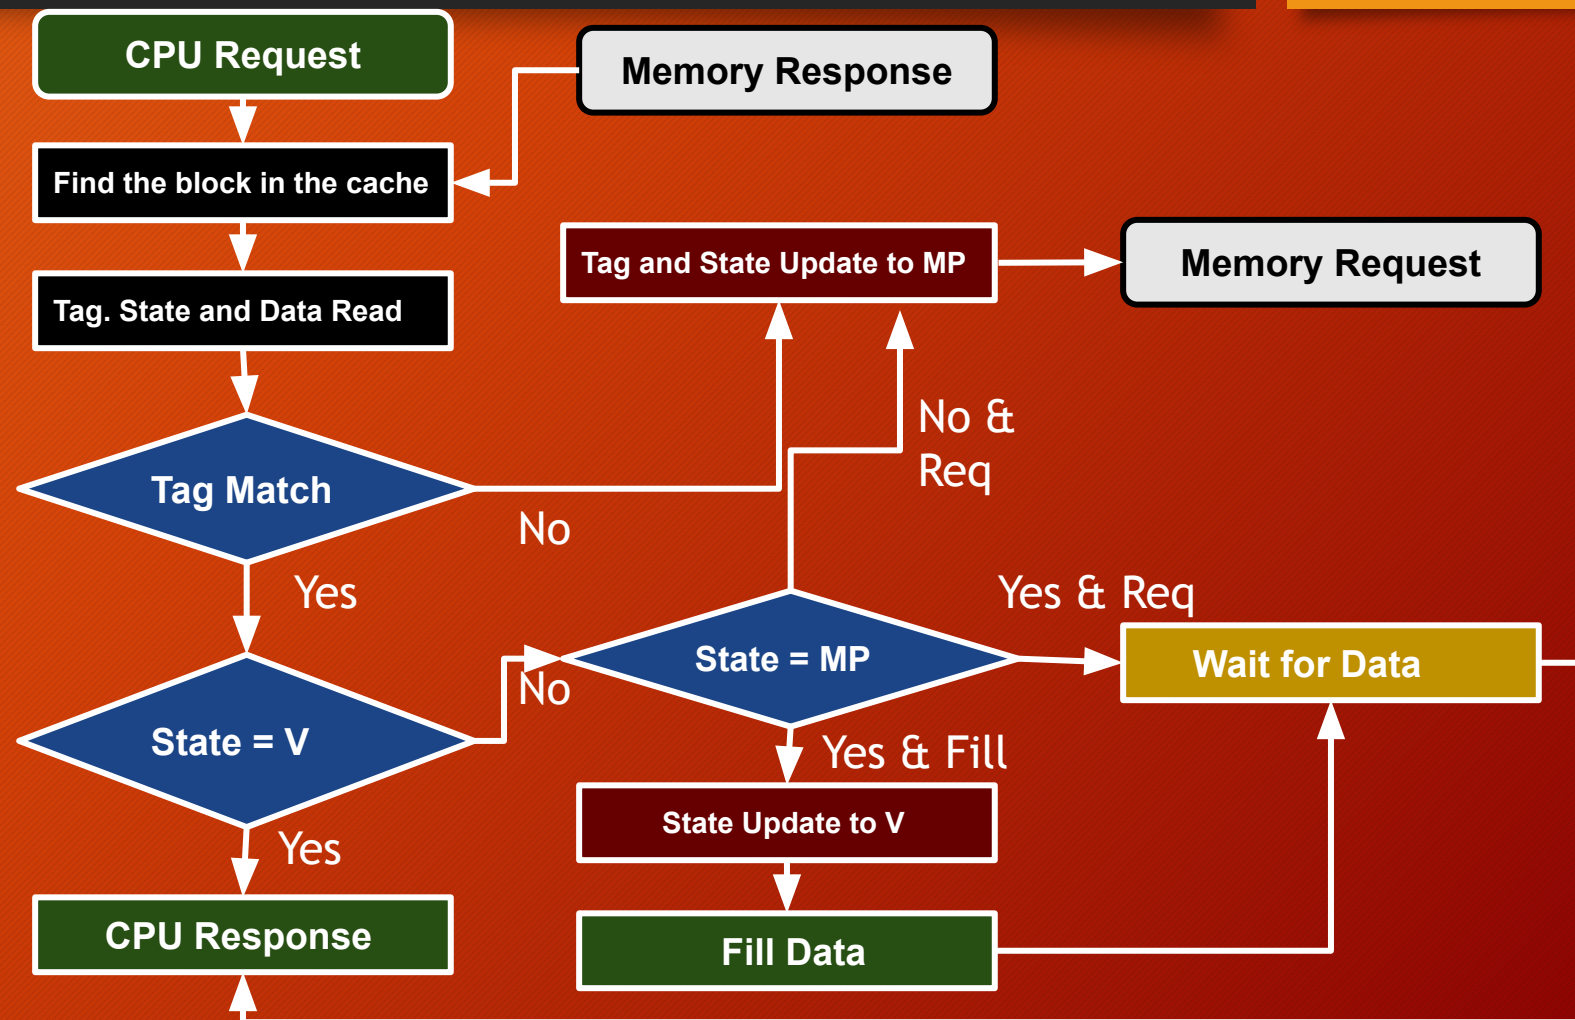 CPU Request
Memory Response
Find the block in the cache
Tag and State Update to MP
Memory Request
Tag. State and Data Read
No &
Req
Tag Match
No
Yes
Yes & Req
State = MP
Wait for Data
No
State = V
Yes & Fill
State Update to V
Yes
CPU Response
Fill Data